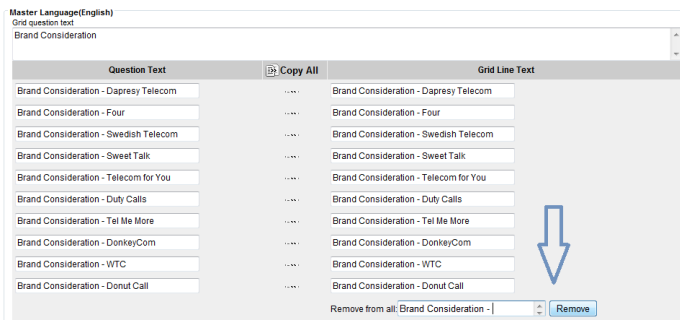 Master Language(English)
Grid question text
Brand Consideration
Question Text Copy All Grid Line Text
Brand Consideration - Dapresy Telecom Brand Consideration - Dapresy Telecom
Brand Consideration - Four Brand Consideration - Four
Brand Consideration - Swedish Telecom Brand Consideration - Swedish Telecom
Brand Consideration - Sweet Talk Brand Consideration - Sweet Talk
Brand Consideration - Telecom for You Brand Consideration - Telecom for You
Brand Consideration - Duty Calls Brand Consideration - Duty Calls
Brand Consideration - Tel Me More Brand Consideration - Tel Me More
Brand Consideration - DonkeyCom Brand Consideration - DonkeyCom
Brand Consideration - WTC Brand Consideration - WTC
Brand Consideration - Donut Call Brand Consideration - Donut Call
Remove from all: Brand Consideration - Remove